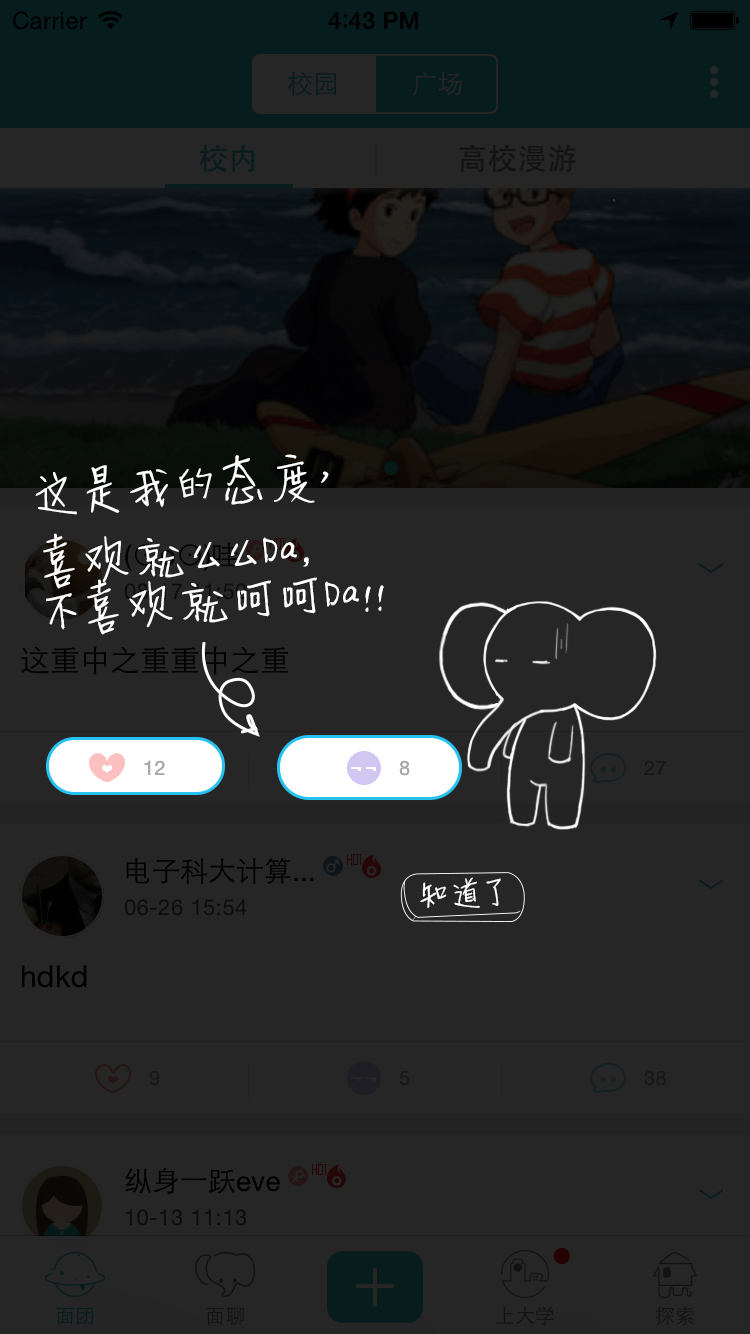 Carrier 4:43 PM
校园 广场
校内 高校漫游
这是我的态度，
喜欢就么么Da,
不喜欢就呵呵Da!!
这重中之重重中之重
12 8 27
电子科大计算... HOT
06-26 15:54
知道了
hdkd
9 5 38
纵身一跃eve HOT
10-13 11:13
面团 面聊 上大学 探索